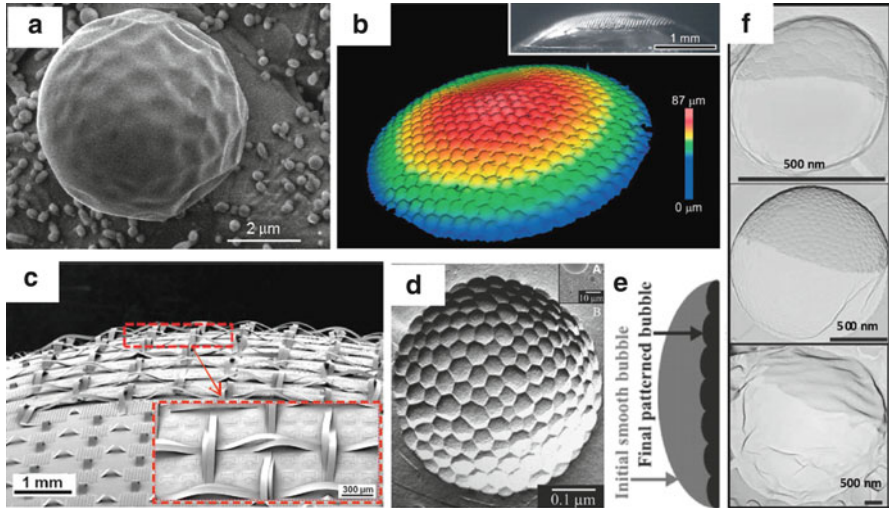 a
2 μm
b
1 mm
87 μm
0 μm
c
1 mm
300 μm
d
A
10 μm
B
0.1 μm
e
Initial smooth bubble
Final patterned bubble
f
500 nm
500 nm
500 nm